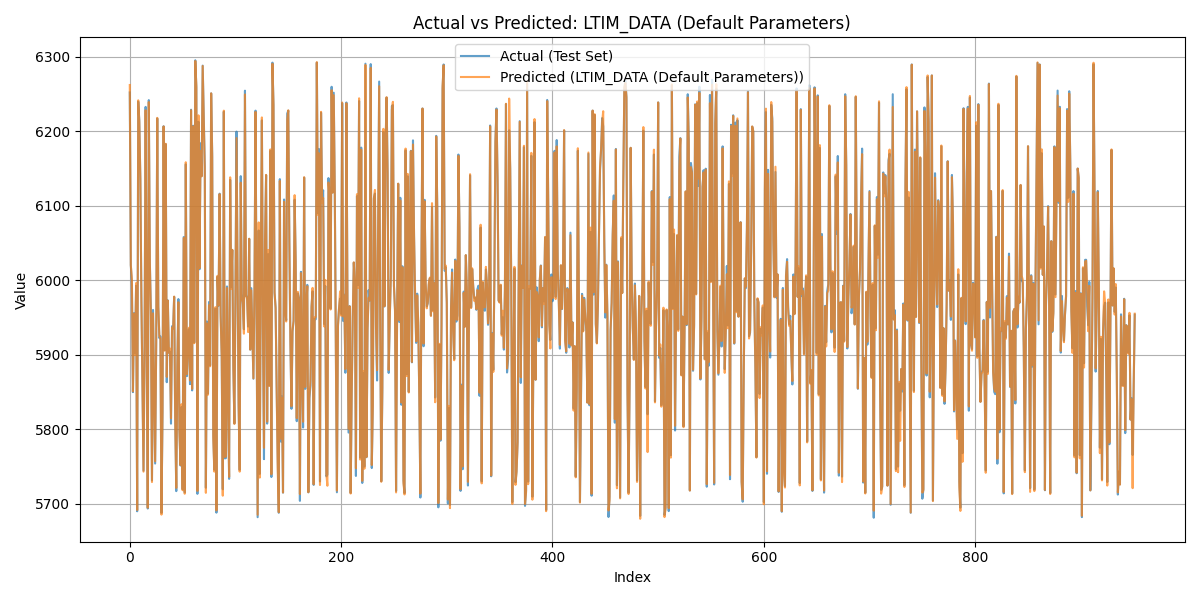 Actual vs Predicted: LTIM_DATA (Default Parameters)
Actual (Test Set)
Predicted (LTIM_DATA (Default Parameters))
Value
6300
6200
6100
6000
5900
5800
5700
0
200
400
600
800
Index